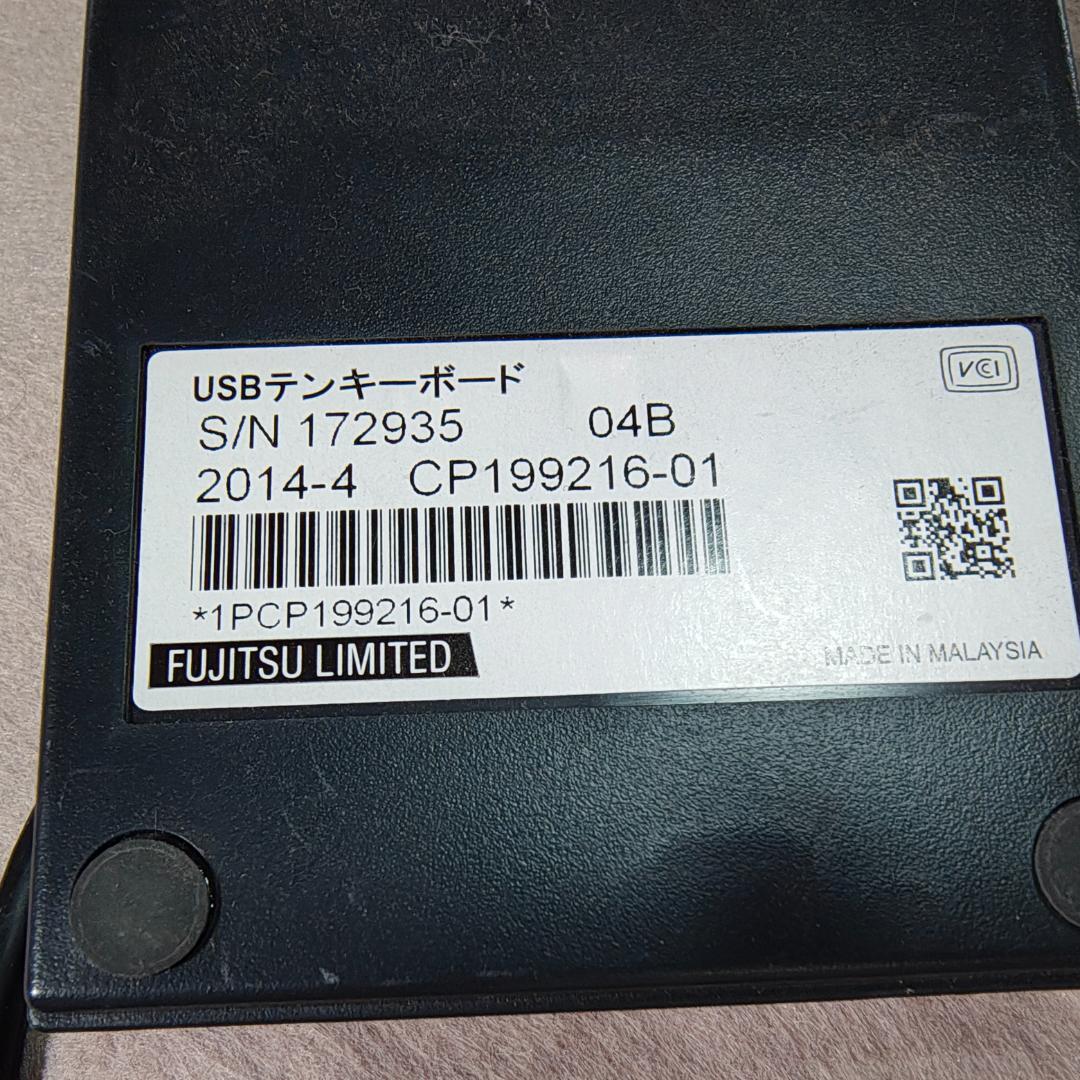 USBテンキーボード
VCCI
S/N 172935 04B
2014-4 CP199216-01
*1PCP199216-01*
FUJITSU LIMITED
MADE IN MALAYSIA